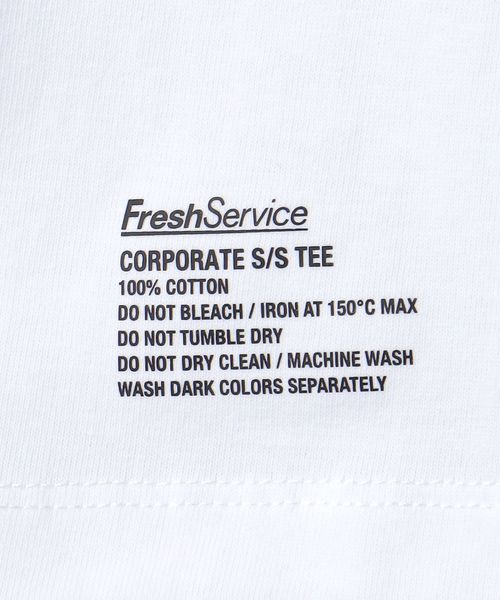 FreshService
CORPORATE S/S TEE
100% COTTON
DO NOT BLEACH / IRON AT 150°C MAX
DO NOT TUMBLE DRY
DO NOT DRY CLEAN / MACHINE WASH
WASH DARK COLORS SEPARATELY